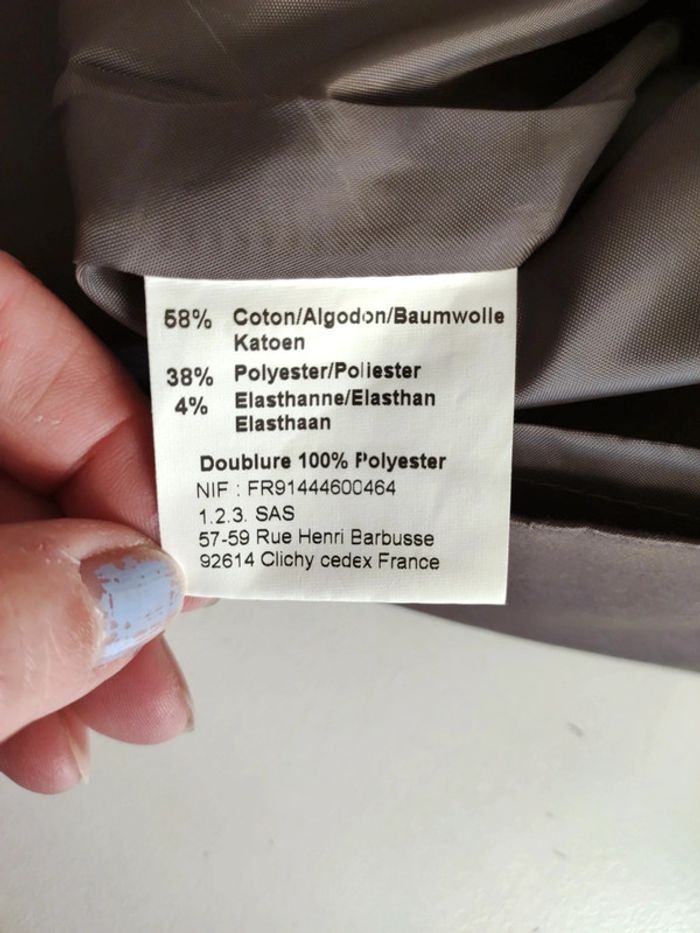 58% Coton/Algodon/Baumwolle
Katoen
38% Polyester/Poliester
4% Elasthanne/Elasthan
Elasthaan
Doublure 100% Polyester
NIF : FR91444600464
1.2.3. SAS
57-59 Rue Henri Barbusse
92614 Clichy cedex France